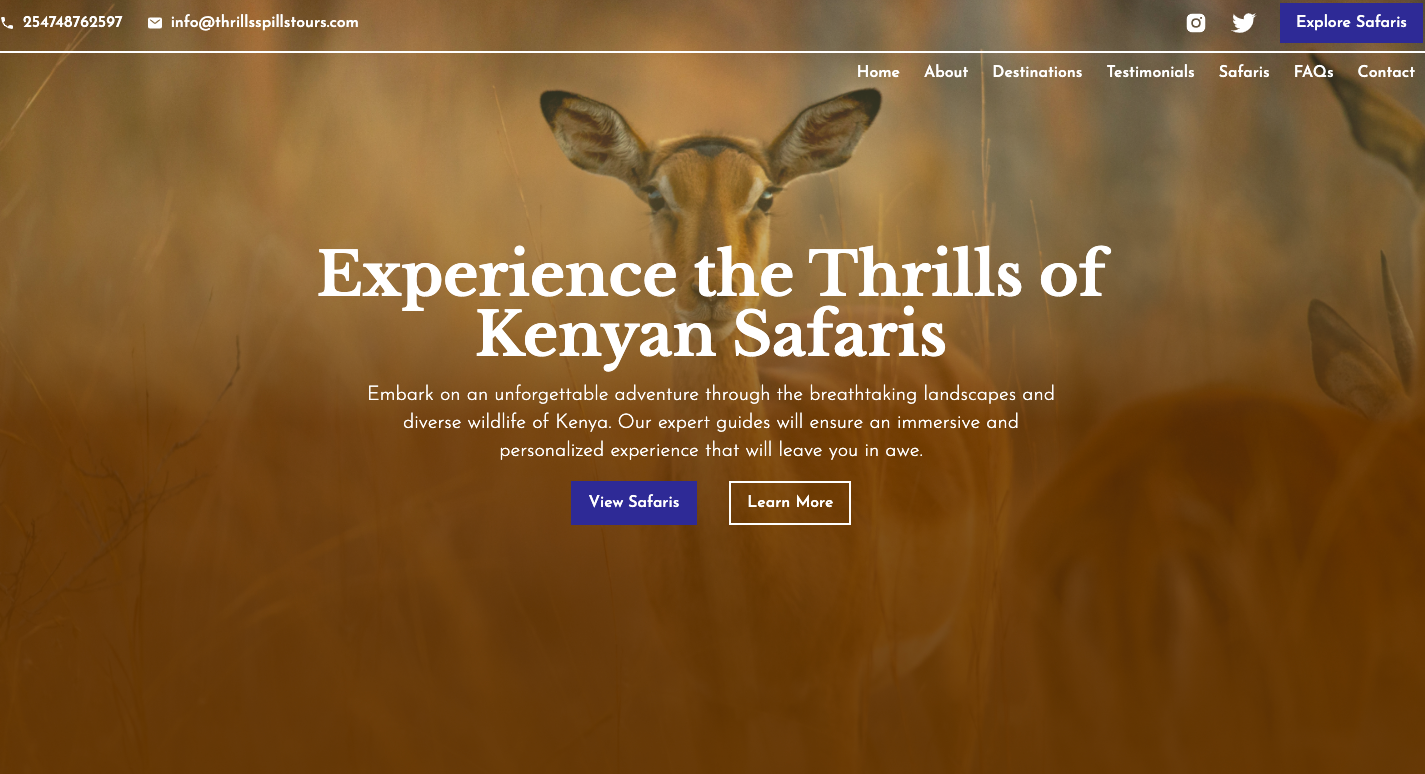 254748762597 info@thrillsspillstours.com Explore Safaris
Home About Destinations Testimonials Safaris FAQs Contact
Experience the Thrills of
Kenyan Safaris
Embark on an unforgettable adventure through the breathtaking landscapes and
diverse wildlife of Kenya. Our expert guides will ensure an immersive and
personalized experience that will leave you in awe.
View Safaris Learn More